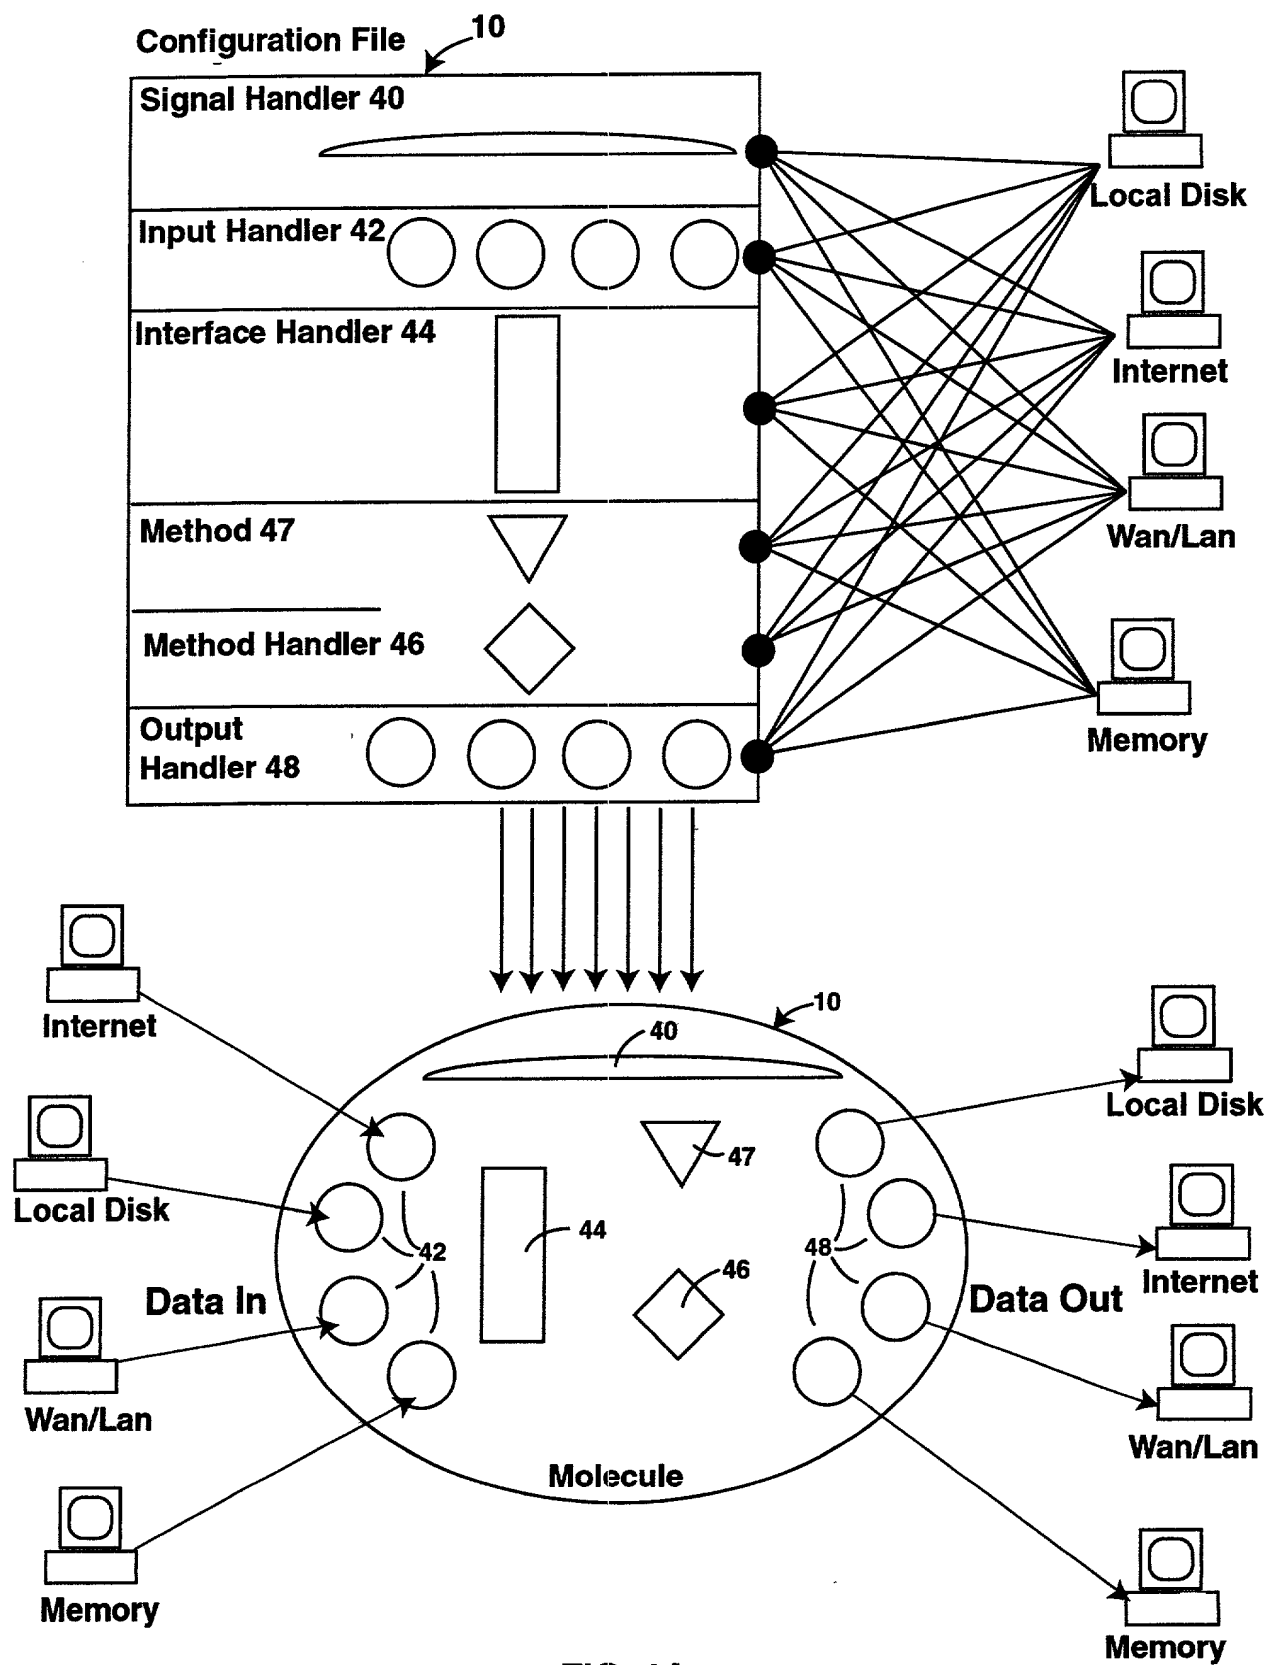 Configuration File
10
Signal Handler 40
Local Disk
Input Handler 42
Interface Handler 44
Internet
Method 47
Wan/Lan
Method Handler 46
Output
Handler 48
Memory
Internet
10
40
Local Disk
47
Local Disk
42
44
48
46
Internet
Data In
Data Out
Wan/Lan
Wan/Lan
Molecule
Memory
Memory